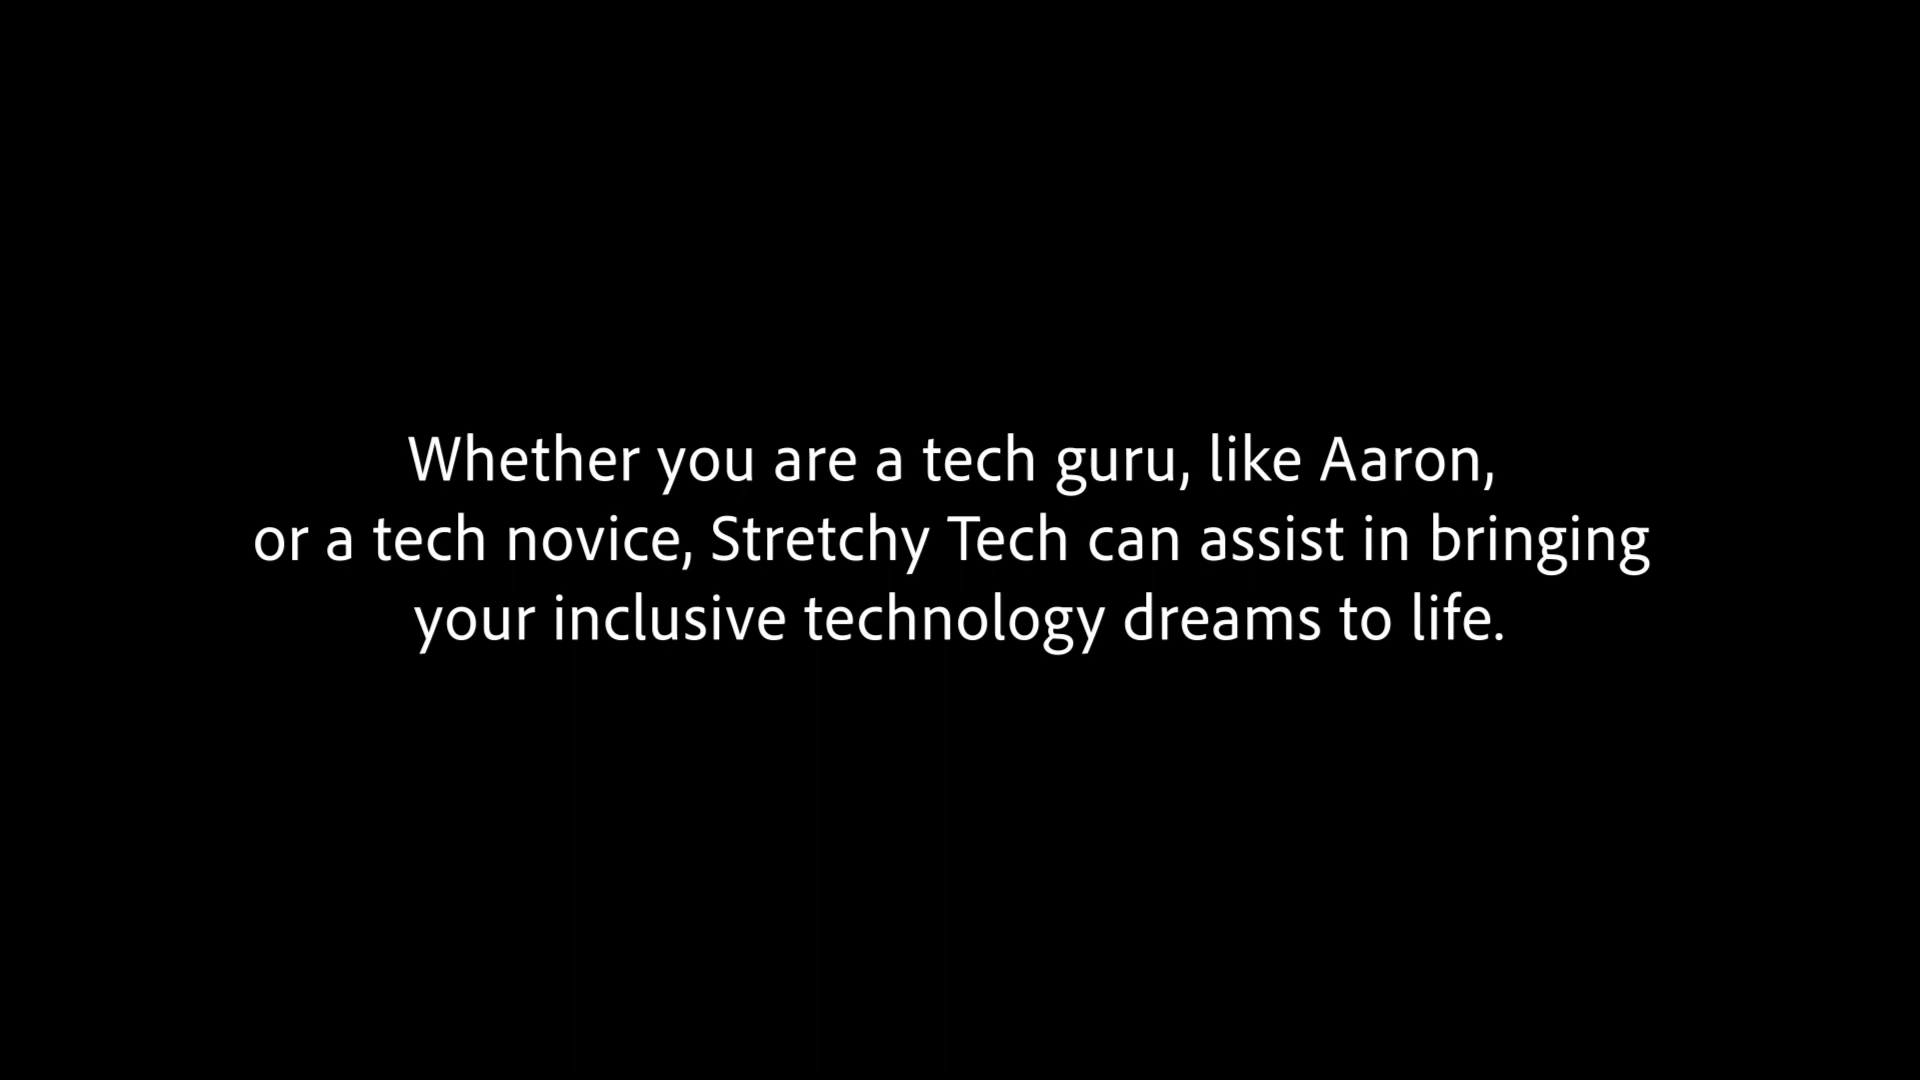 Whether you are a tech guru, like Aaron,
or a tech novice, Stretchy Tech can assist in bringing
your inclusive technology dreams to life.